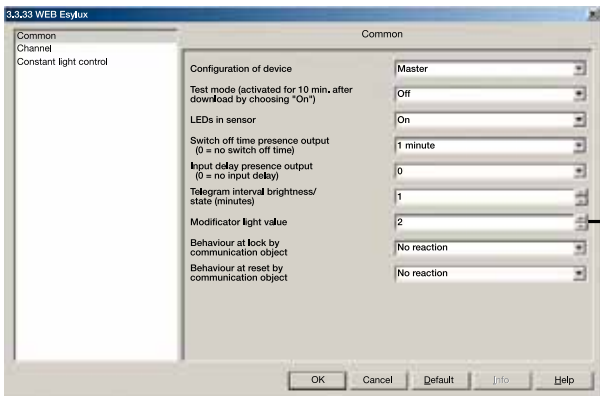 3.3.33 WEB Esylux
Common
Channel
Constant light control
Common
Configuration of device
Master
Test mode (activated for 10 min. after
download by choosing "On")
Off
LEDs in sensor
On
Switch off time presence output
(0 = no switch off time)
1 minute
Input delay presence output
(0 = no input delay)
0
Telegram interval brightness/
state (minutes)
1
Modificator light value
2
Behaviour at lock by
communication object
No reaction
Behaviour at reset by
communication object
No reaction
OK
Cancel
Default
Info
Help